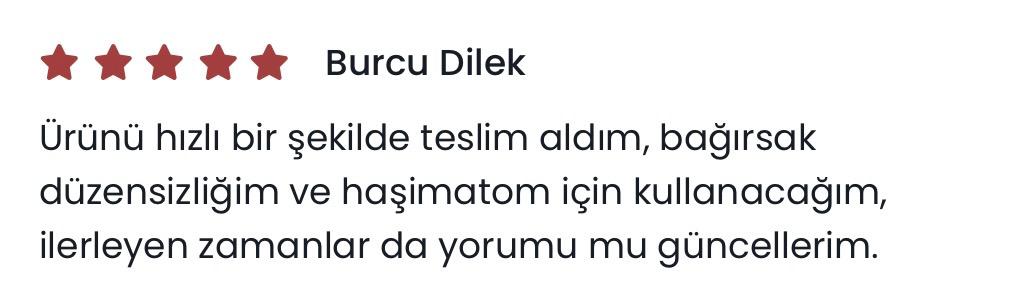 Burcu Dilek
Ürünü hızlı bir şekilde teslim aldım, bağırsak
düzensizliğim ve haşimatom için kullanacağım,
ilerleyen zamanlar da yorumu mu güncellerim.